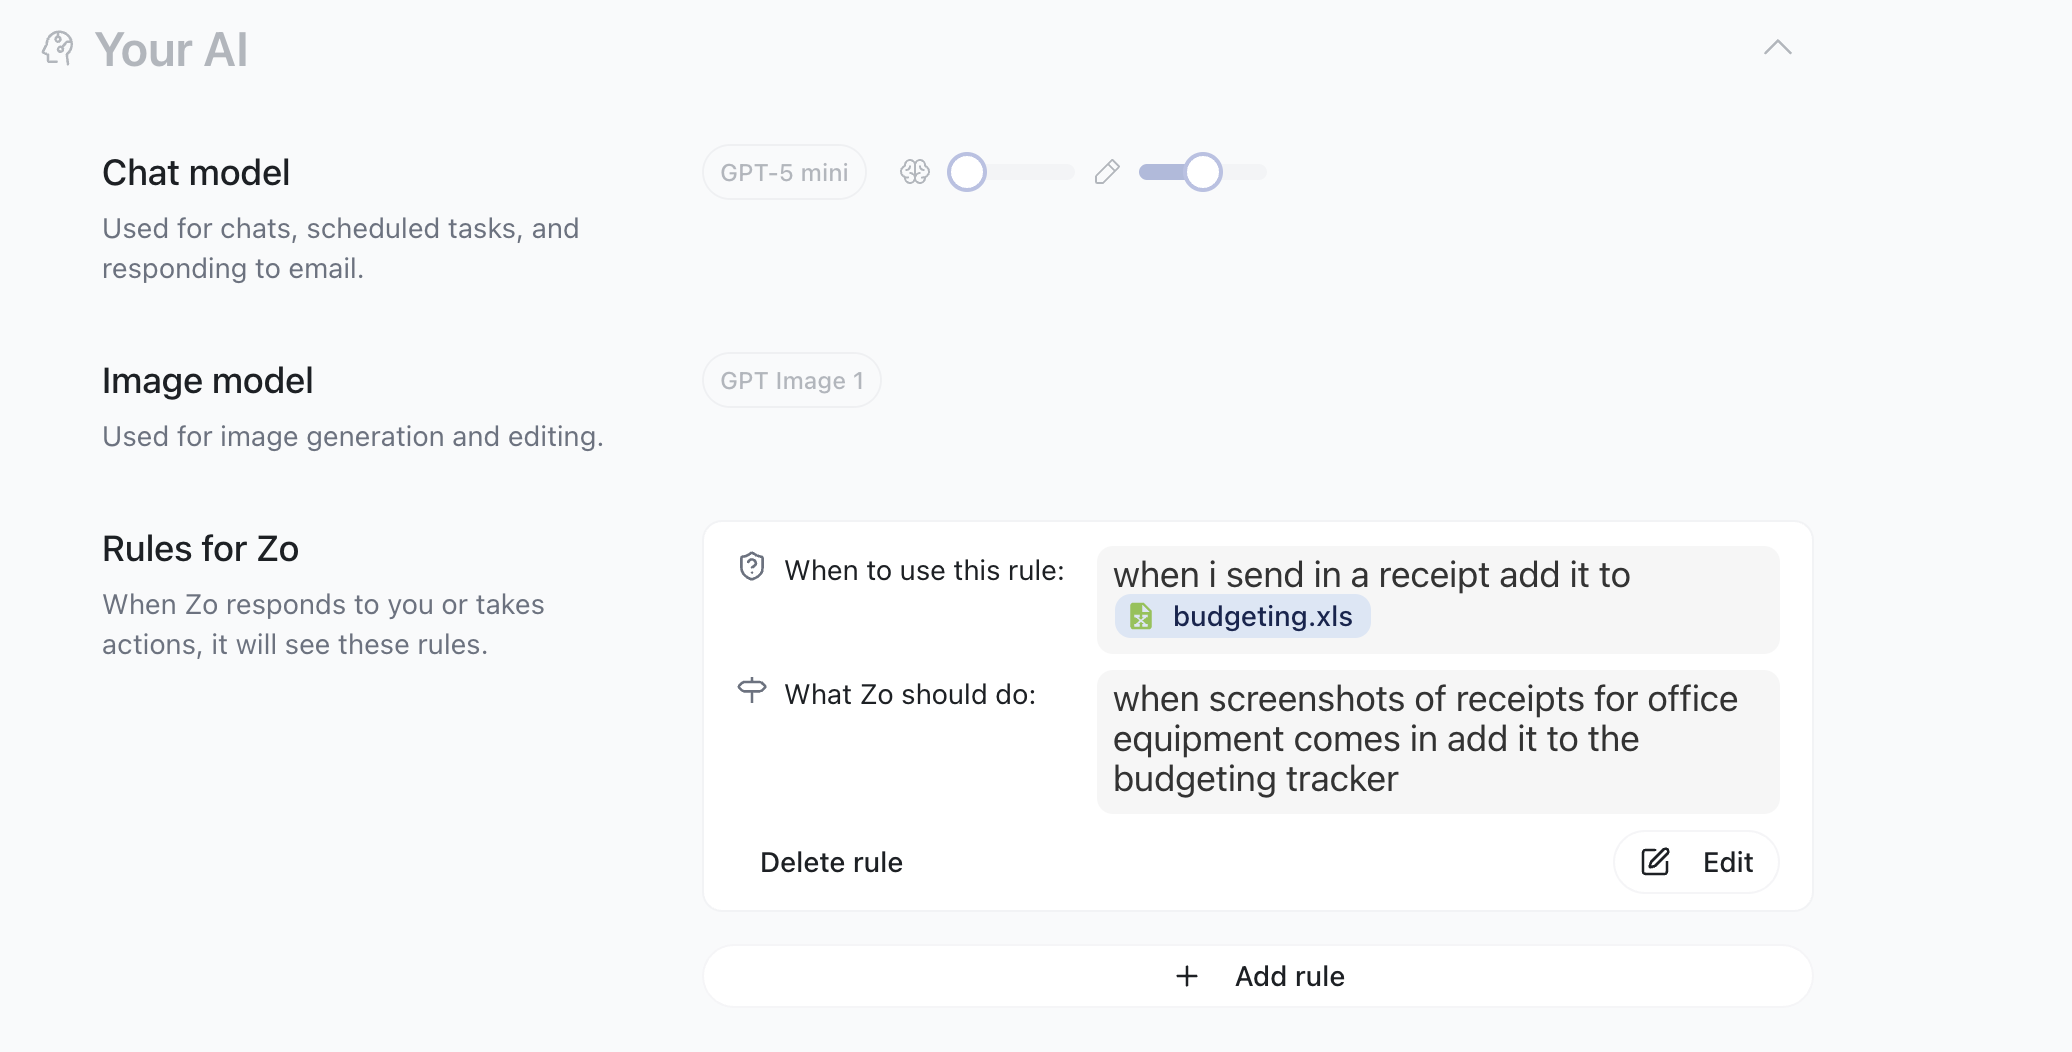 Your AI
Chat model
GPT-5 mini
Used for chats, scheduled tasks, and
responding to email.
Image model
GPT Image 1
Used for image generation and editing.
Rules for Zo
When Zo responds to you or takes
actions, it will see these rules.
When to use this rule:
when i send in a receipt add it to
budgeting.xls
What Zo should do:
when screenshots of receipts for office
equipment comes in add it to the
budgeting tracker
Delete rule
Edit
Add rule